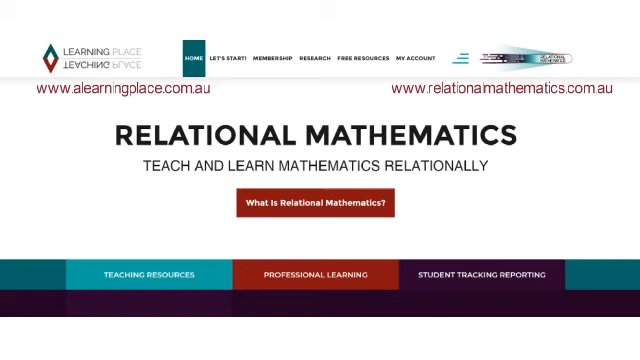 LEARNING PLACE
TEACHING PLACE
HOME LET'S START! MEMBERSHIP RESEARCH FREE RESOURCES MY ACCOUNT
RELATIONAL
MATHEMATICS
www.alearningplace.com.au www.relationalmathematics.com.au
RELATIONAL MATHEMATICS
TEACH AND LEARN MATHEMATICS RELATIONALLY
What Is Relational Mathematics?
TEACHING RESOURCES PROFESSIONAL LEARNING STUDENT TRACKING REPORTING